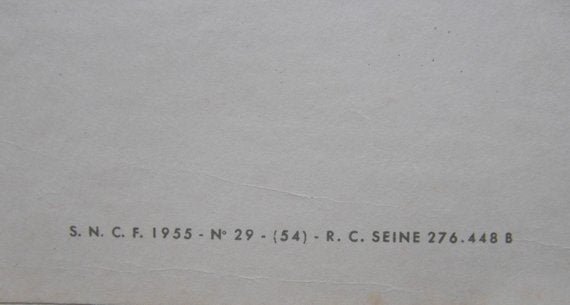 S. N. C. F. 1955 - N° 29 - (54) - R. C. SEINE 276.448 B